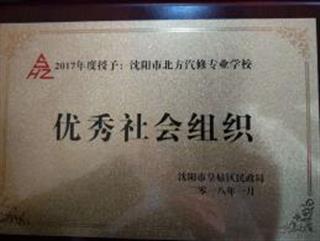 SHZ
2017年度授予：沈阳市北方汽修专业学校
优秀社会组织
沈阳市皇姑区民政局
二零一八年一月